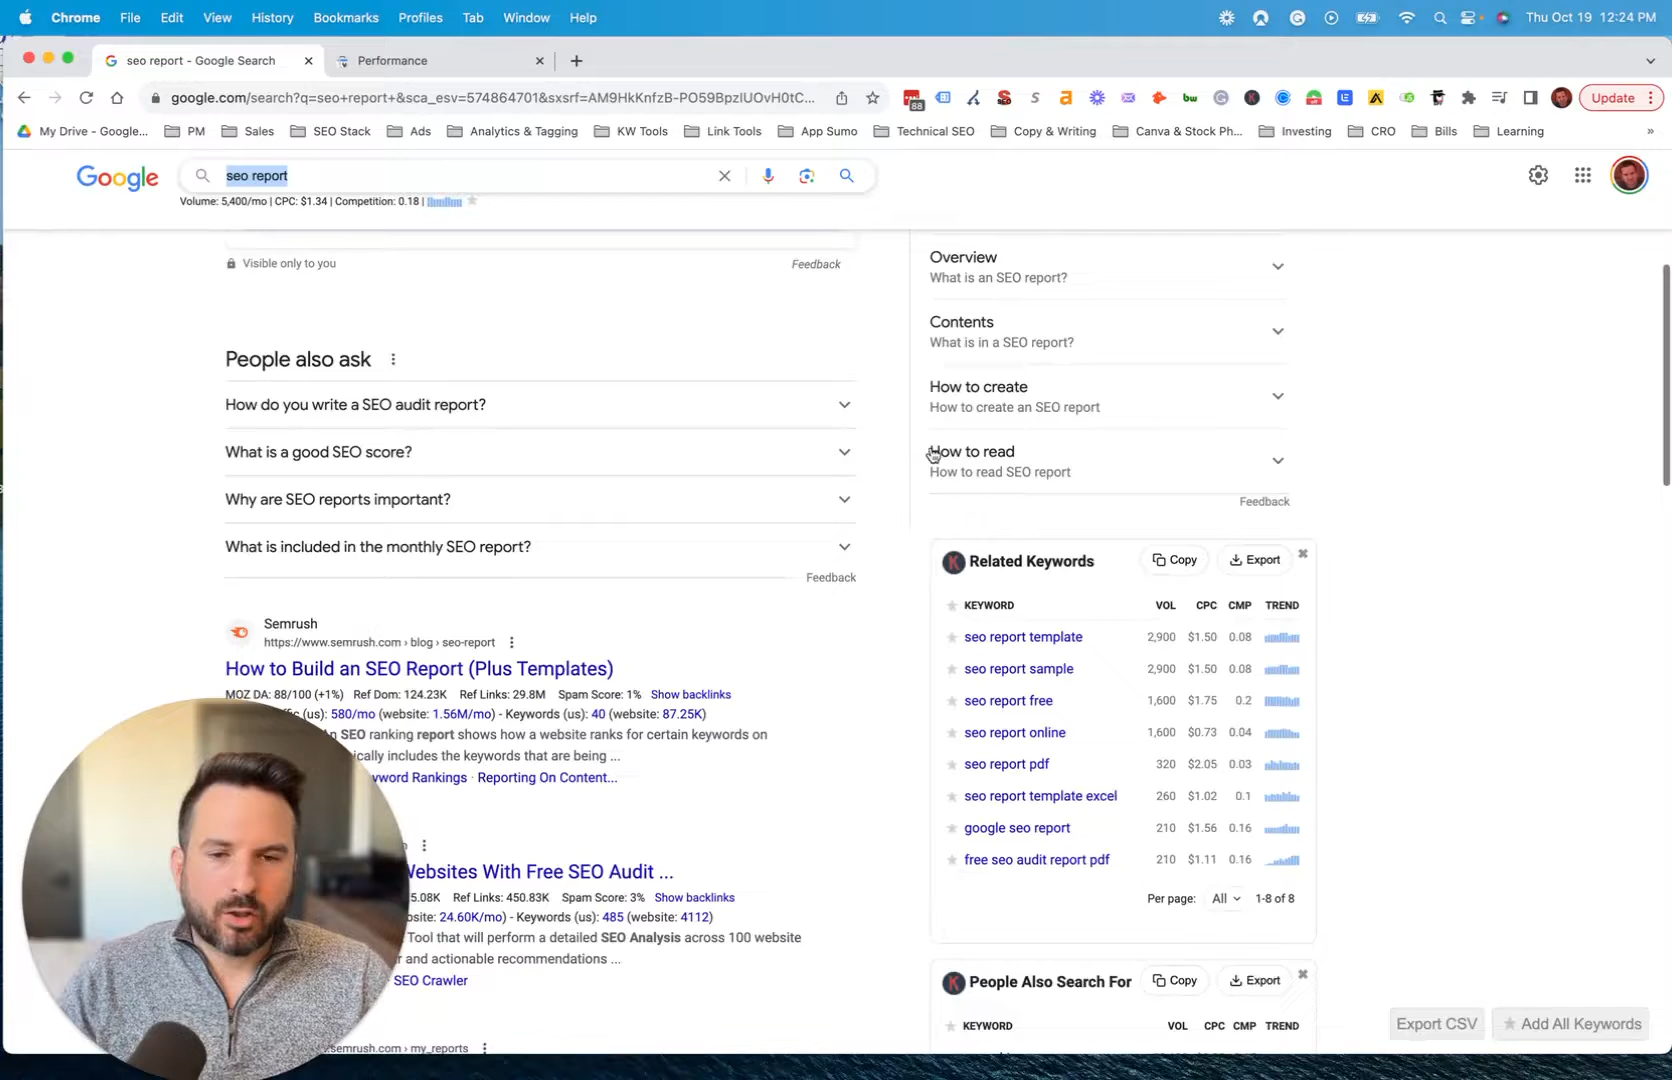 Chrome File Edit View History Bookmarks Profiles Tab Window Help Thu Oct 19 12:24 PM
seo report - Google Search Performance
google.com/search?q=seo+report+&sca_esv=574864701&sxsrf=AM9HkKnfzB-PO59BpzlUOvH0tC... 88 Update
My Drive - Google... PM Sales SEO Stack Ads Analytics & Tagging KW Tools Link Tools App Sumo Technical SEO Copy & Writing Canva & Stock Ph... Investing CRO Bills Learning »
Google seo report
Volume: 5,400/mo | CPC: $1.34 | Competition: 0.18 |
Visible only to you Feedback
People also ask
How do you write a SEO audit report?
What is a good SEO score?
Why are SEO reports important?
What is included in the monthly SEO report?
Feedback
Semrush
https://www.semrush.com › blog › seo-report
How to Build an SEO Report (Plus Templates)
MOZ DA: 88/100 (+1%) Ref Dom: 124.23K Ref Links: 29.8M Spam Score: 1% Show backlinks
(us): 580/mo (website: 1.56M/mo) - Keywords (us): 40 (website: 87.25K)
SEO ranking report shows how a website ranks for certain keywords on
includes the keywords that are being ...
Rankings · Reporting On Content...
Websites With Free SEO Audit ...
5.08K Ref Links: 450.83K Spam Score: 3% Show backlinks
24.60K/mo) - Keywords (us): 485 (website: 4112)
Tool that will perform a detailed SEO Analysis across 100 website
and actionable recommendations ...
SEO Crawler
.semrush.com › my_reports
Overview
What is an SEO report?
Contents
What is in a SEO report?
How to create
How to create an SEO report
How to read
How to read SEO report
Feedback
K Related Keywords Copy Export
KEYWORD VOL CPC CMP TREND
seo report template 2,900 $1.50 0.08
seo report sample 2,900 $1.50 0.08
seo report free 1,600 $1.75 0.2
seo report online 1,600 $0.73 0.04
seo report pdf 320 $2.05 0.03
seo report template excel 260 $1.02 0.1
google seo report 210 $1.56 0.16
free seo audit report pdf 210 $1.11 0.16
Per page: All 1-8 of 8
K People Also Search For Copy Export
KEYWORD VOL CPC CMP TREND
Export CSV Add All Keywords